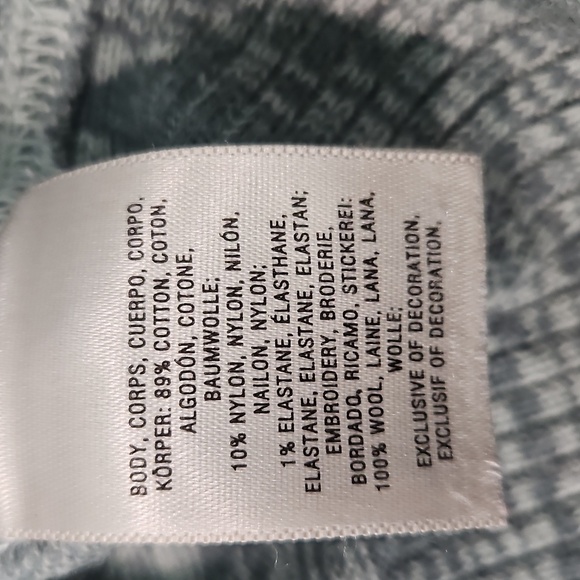 BODY, CORPS, CUERPO, CORPO,
KÖRPER: 89% COTTON, COTON,
ALGODÓN, COTONE,
BAUMWOLLE;
10% NYLON, NYLON, NILÓN,
NAILON, NYLON;
1% ELASTANE, ÉLASTHANE,
ELASTANE, ELASTANE, ELASTAN;
EMBROIDERY, BRODERIE,
BORDADO, RICAMO, STICKEREI:
100% WOOL, LAINE, LANA, LANA,
WOLLE;
EXCLUSIVE OF DECORATION,
EXCLUSIF OF DECORATION,